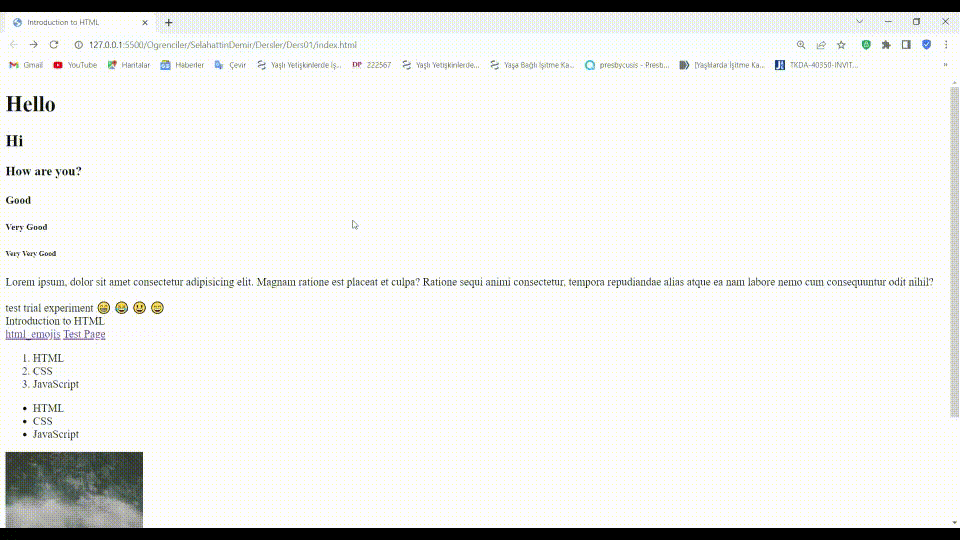 Introduction to HTML
127.0.0.1:5500/Ogrenciler/SelahattinDemir/Dersler/Ders01/index.html
Gmail YouTube Haritalar Haberler Çevir Yaşlı Yetişkinlerde İş... DP 222567 Yaşlı Yetişkinlerde... Yaşa Bağlı İşitme Ka... presbycusis - Presb... [Yaşlılarda İşitme Ka... TKDA-40350-INVIT... »
Hello
Hi
How are you?
Good
Very Good
Very Very Good
Lorem ipsum, dolor sit amet consectetur adipisicing elit. Magnam ratione est placeat et culpa? Ratione sequi animi consectetur, tempora repudiandae alias atque ea nam labore nemo cum consequuntur odit nihil?
test trial experiment 😁 😂 😃 😄
Introduction to HTML
html_emojis Test Page
1. HTML
2. CSS
3. JavaScript
• HTML
• CSS
• JavaScript